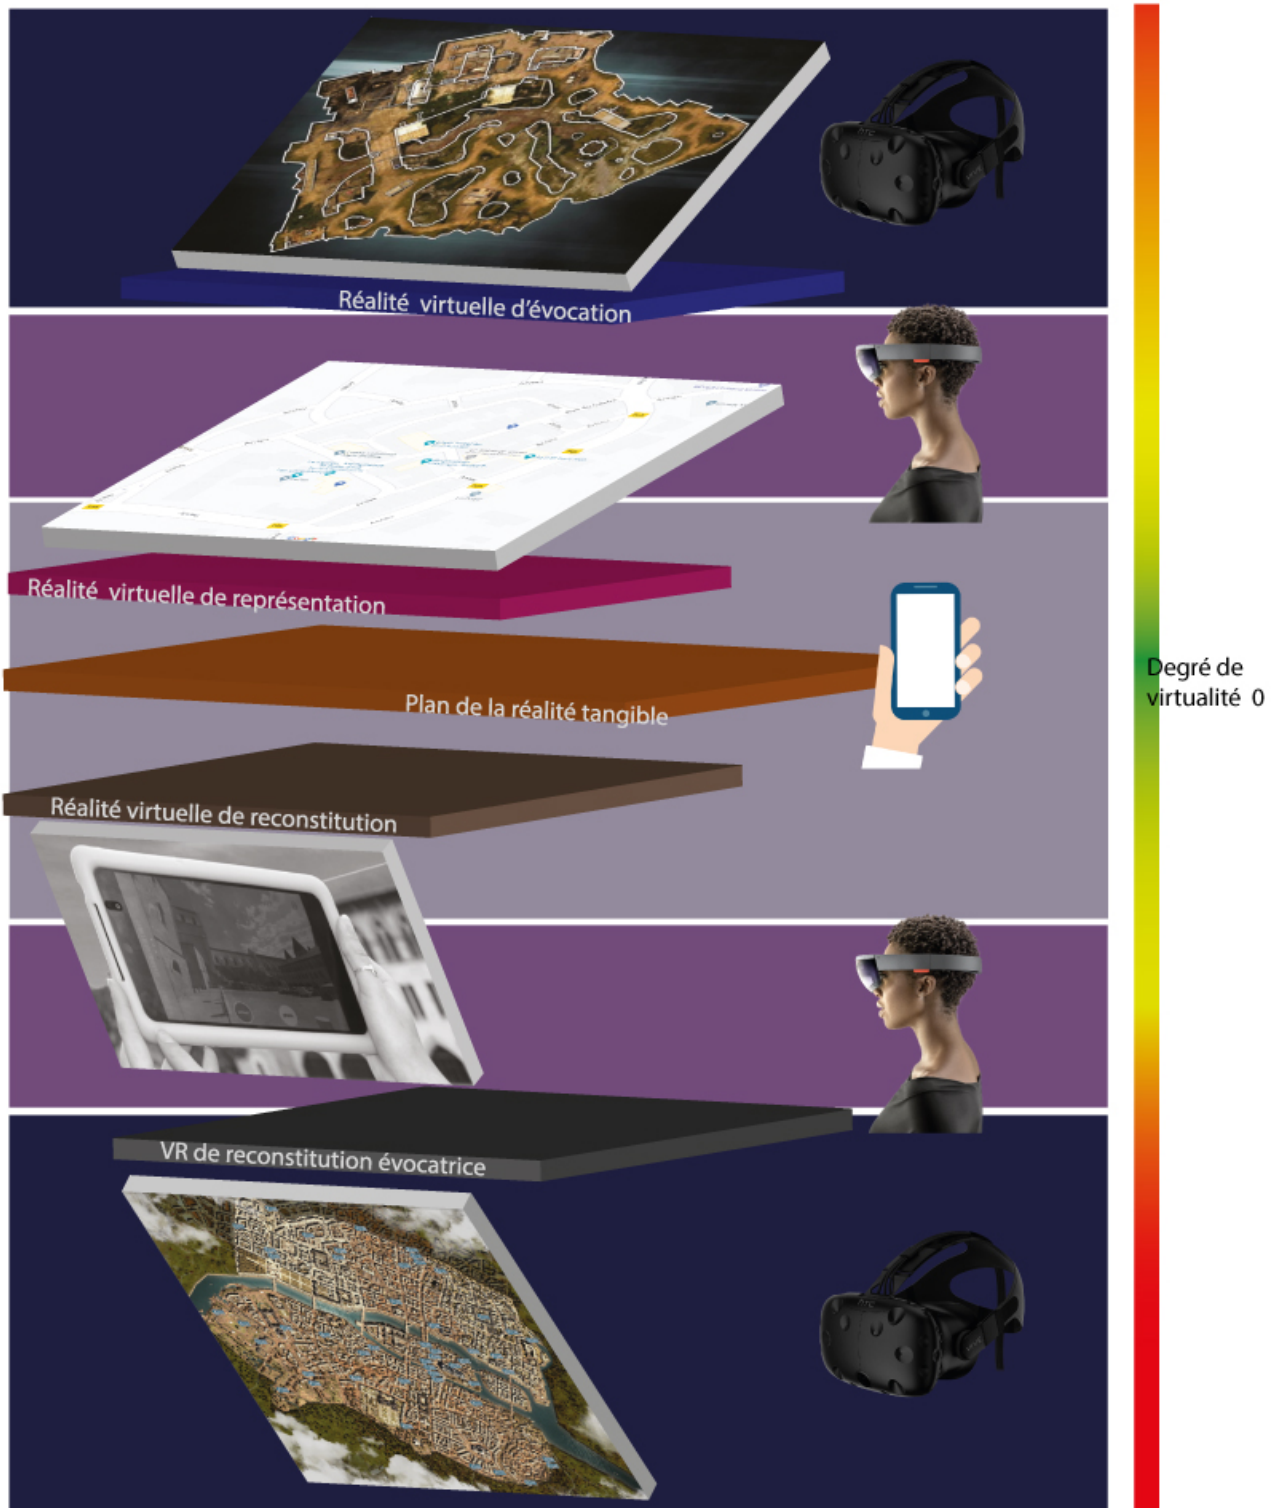 Réalité virtuelle d'évocation
Réalité virtuelle de représentation
Degré de
virtualité 0
Plan de la réalité tangible
Réalité virtuelle de reconstitution
VR de reconstitution évocatrice